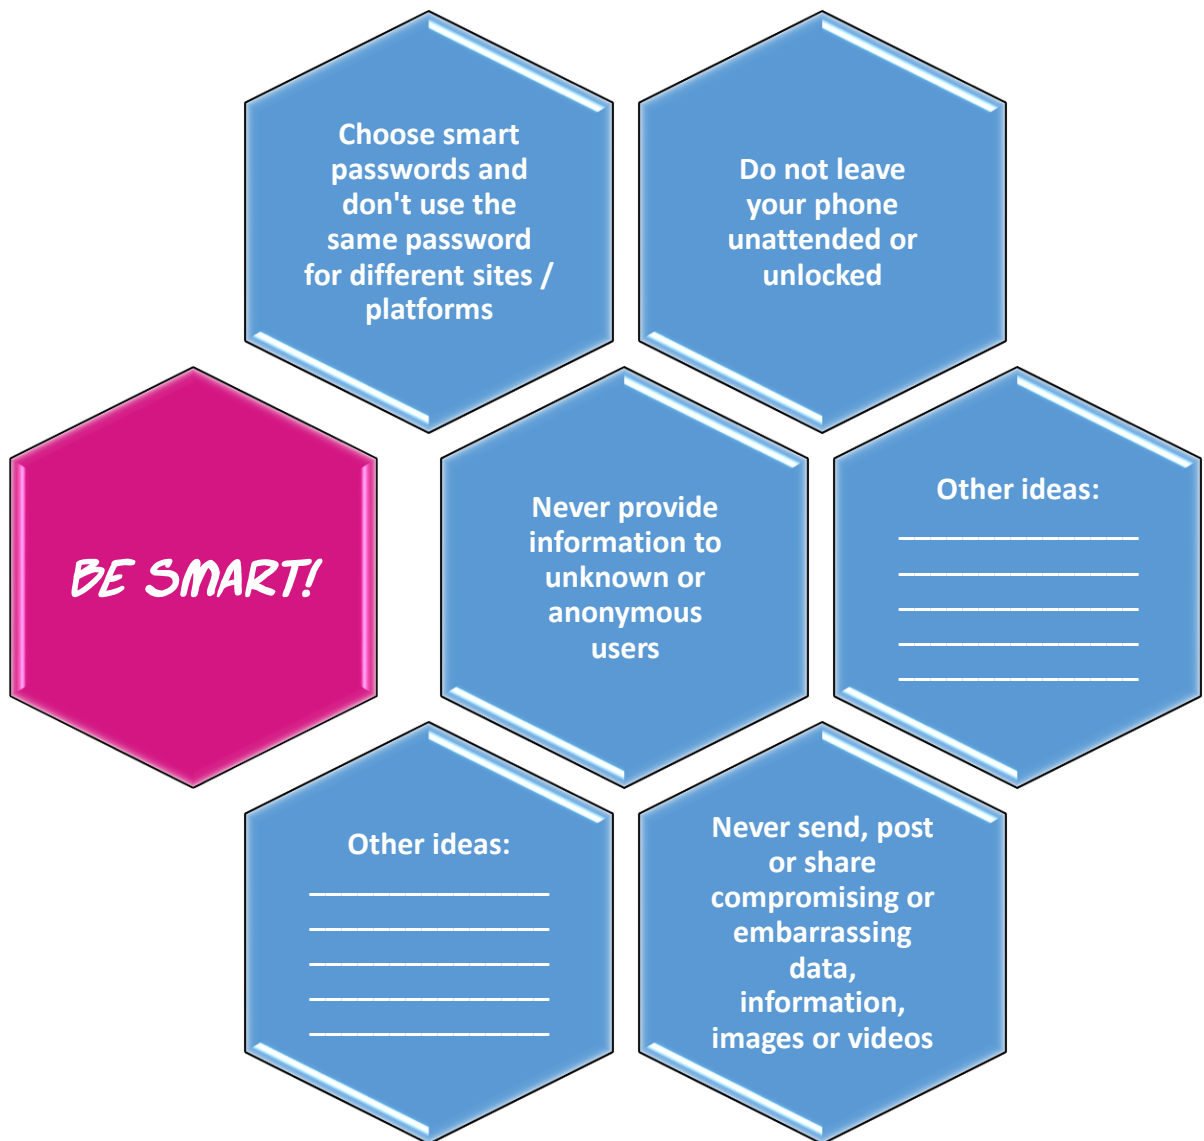 Choose smart
passwords and
don't use the
same password
for different sites /
platforms
Do not leave
your phone
unattended or
unlocked
BE SMART!
Never provide
information to
unknown or
anonymous
users
Other ideas:
_______________
_______________
_______________
_______________
_______________
Other ideas:
_______________
_______________
_______________
_______________
_______________
Never send, post
or share
compromising or
embarrassing
data,
information,
images or videos